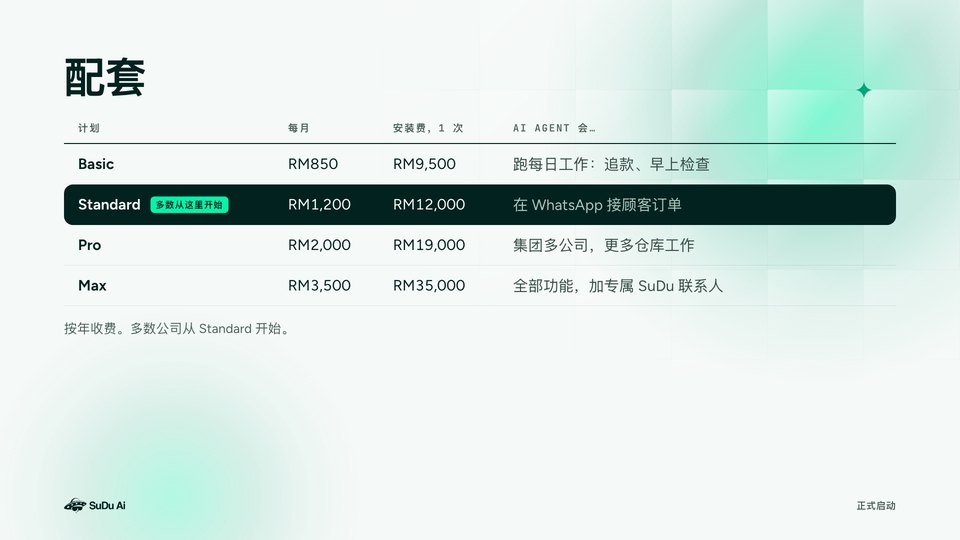 配套
计划 每月 安装费，1 次 AI AGENT 会…
Basic RM850 RM9,500 跑每日工作：追款、早上检查
Standard 多数从这里开始 RM1,200 RM12,000 在 WhatsApp 接顾客订单
Pro RM2,000 RM19,000 集团多公司，更多仓库工作
Max RM3,500 RM35,000 全部功能，加专属 SuDu 联系人
按年收费。多数公司从 Standard 开始。
SuDu Ai 正式启动